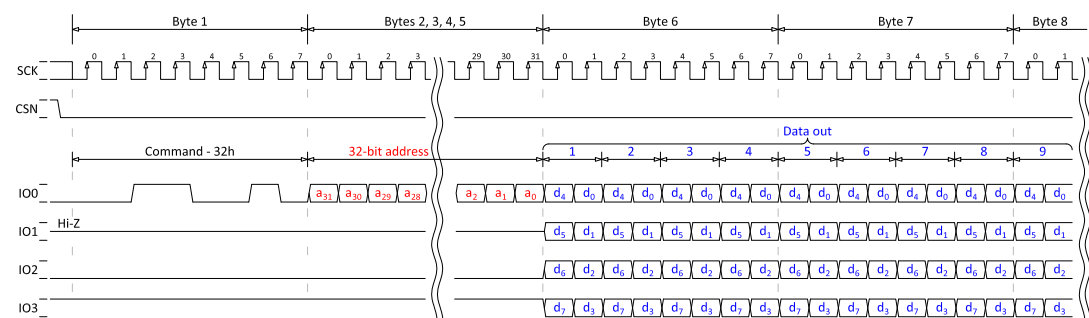 Byte 1 Bytes 2, 3, 4, 5 Byte 6 Byte 7 Byte 8
0 1 2 3 4 5 6 7 0 1 2 3 29 30 31 0 1 2 3 4 5 6 7 0 1 2 3 4 5 6 7 0 1
SCK
CSN
Data out
Command - 32h 32-bit address 1 2 3 4 5 6 7 8 9
IO0 a31 a30 a29 a28 a2 a1 a0 d4 d0 d4 d0 d4 d0 d4 d0 d4 d0 d4 d0 d4 d0 d4 d0 d4 d0
Hi-Z
IO1 d5 d1 d5 d1 d5 d1 d5 d1 d5 d1 d5 d1 d5 d1 d5 d1 d5 d1
IO2 d6 d2 d6 d2 d6 d2 d6 d2 d6 d2 d6 d2 d6 d2 d6 d2 d6 d2
IO3 d7 d3 d7 d3 d7 d3 d7 d3 d7 d3 d7 d3 d7 d3 d7 d3 d7 d3